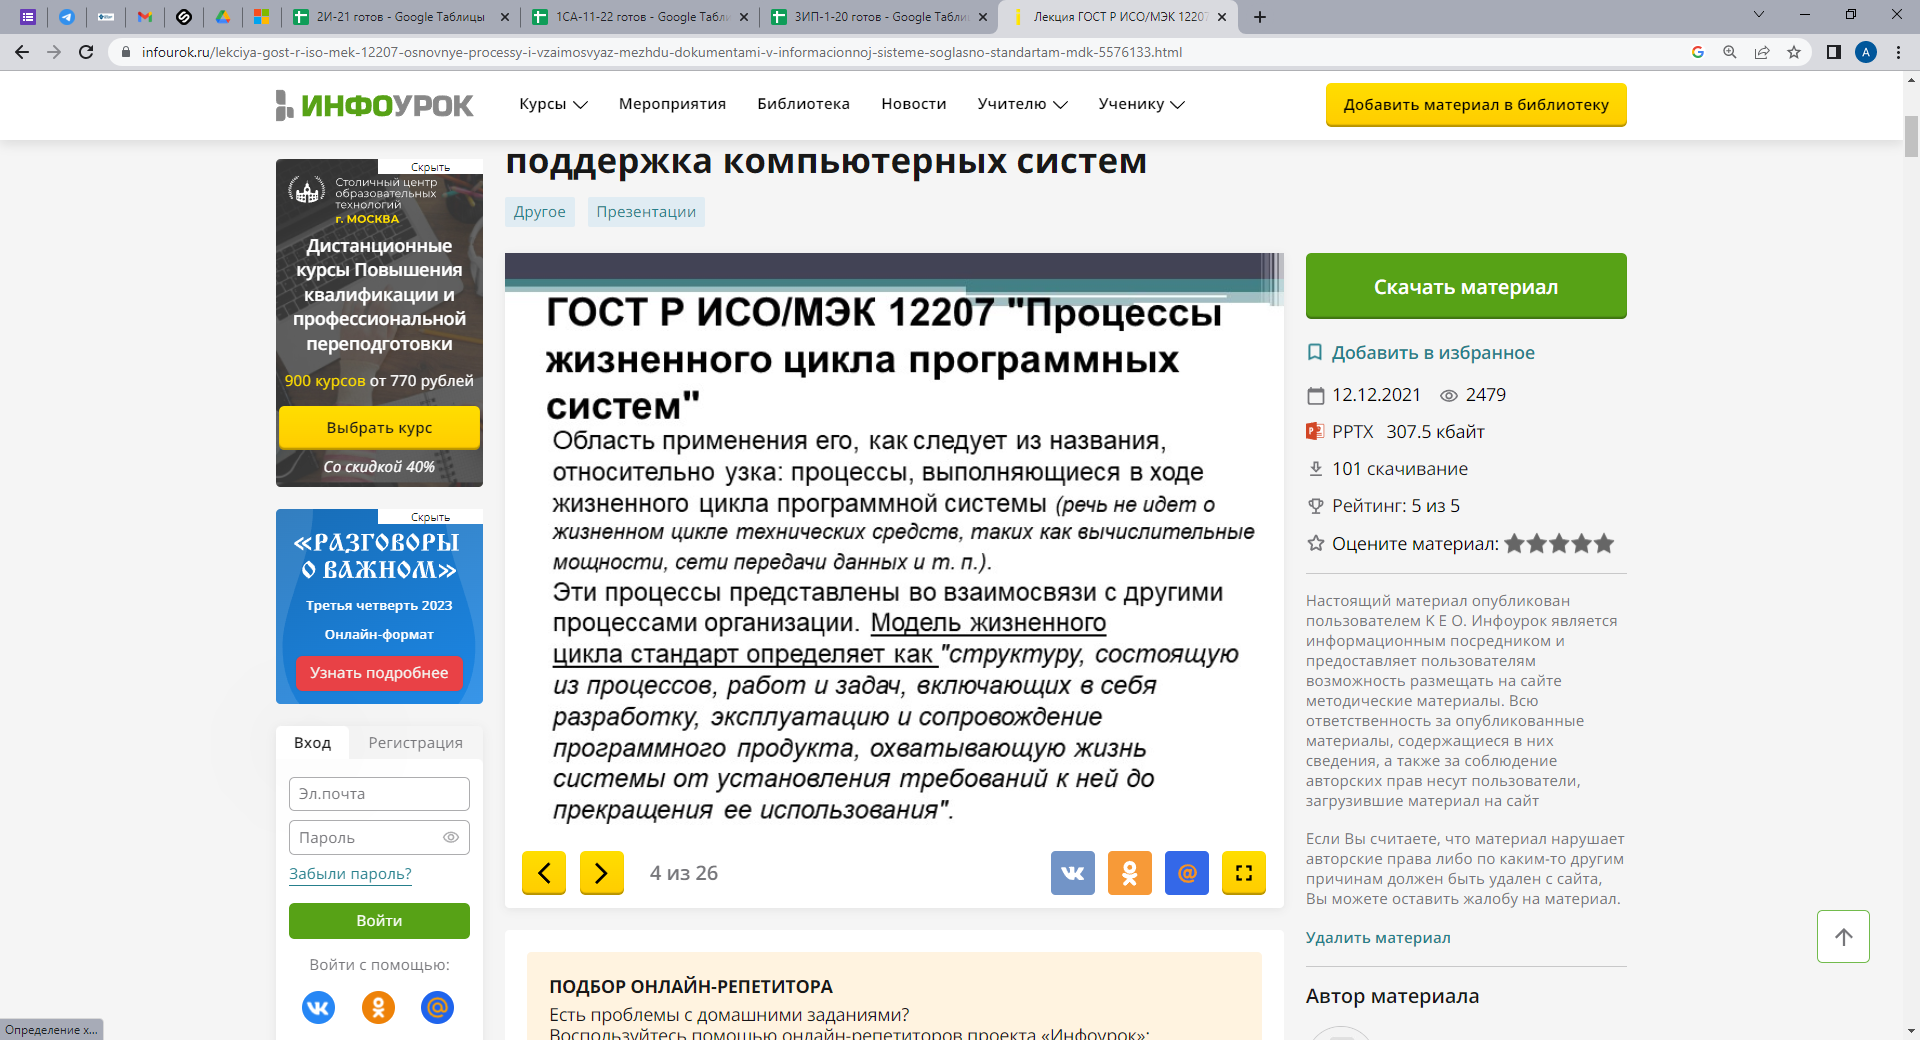 2И-21 готов - Google Таблицы
1СА-11-22 готов - Google Табли
3ИП-1-20 готов - Google Табли
Лекция ГОСТ Р ИСО/МЭК 12207
infourok.ru/lekciya-gost-r-iso-mek-12207-osnovnye-processy-i-vzaimosvyaz-mezhdu-dokumentami-v-informacionnoj-sisteme-soglasno-standartam-mdk-5576133.html
A
ИНФОУРОК
Курсы
Мероприятия
Библиотека
Новости
Учителю
Ученику
Добавить материал в библиотеку
поддержка компьютерных систем
Другое
Презентации
Скрыть
Столичный центр
образовательных
технологий
г. МОСКВА
Дистанционные
курсы Повышения
квалификации и
профессиональной
переподготовки
900 курсов от 770 рублей
Выбрать курс
Со скидкой 40%
Скрыть
«РАЗГОВОРЫ
О ВАЖНОМ»
Третья четверть 2023
Онлайн-формат
Узнать подробнее
Вход
Регистрация
Эл.почта
Пароль
Забыли пароль?
Войти
Войти с помощью:
Определение х...
ГОСТ Р ИСО/МЭК 12207 "Процессы
жизненного цикла программных
систем"
Область применения его, как следует из названия,
относительно узка: процессы, выполняющиеся в ходе
жизненного цикла программной системы (речь не идет о
жизненном цикле технических средств, таких как вычислительные
мощности, сети передачи данных и т. п.).
Эти процессы представлены во взаимосвязи с другими
процессами организации. Модель жизненного
цикла стандарт определяет как "структуру, состоящую
из процессов, работ и задач, включающих в себя
разработку, эксплуатацию и сопровождение
программного продукта, охватывающую жизнь
системы от установления требований к ней до
прекращения ее использования".
4 из 26
ПОДБОР ОНЛАЙН-РЕПЕТИТОРА
Есть проблемы с домашними заданиями?
Воспользуйтесь помощью онлайн-репетиторов проекта «Инфоурок»:
Скачать материал
Добавить в избранное
12.12.2021 2479
PPTX 307.5 кбайт
101 скачивание
Рейтинг: 5 из 5
Оцените материал:
Настоящий материал опубликован
пользователем К Е О. Инфоурок является
информационным посредником и
предоставляет пользователям
возможность размещать на сайте
методические материалы. Всю
ответственность за опубликованные
материалы, содержащиеся в них
сведения, а также за соблюдение
авторских прав несут пользователи,
загрузившие материал на сайт
Если Вы считаете, что материал нарушает
авторские права либо по каким-то другим
причинам должен быть удален с сайта,
Вы можете оставить жалобу на материал.
Удалить материал
Автор материала